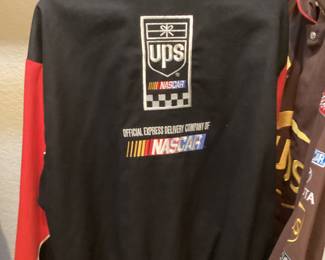 ups
NASCAR
OFFICIAL EXPRESS DELIVERY COMPANY OF
NASCAR